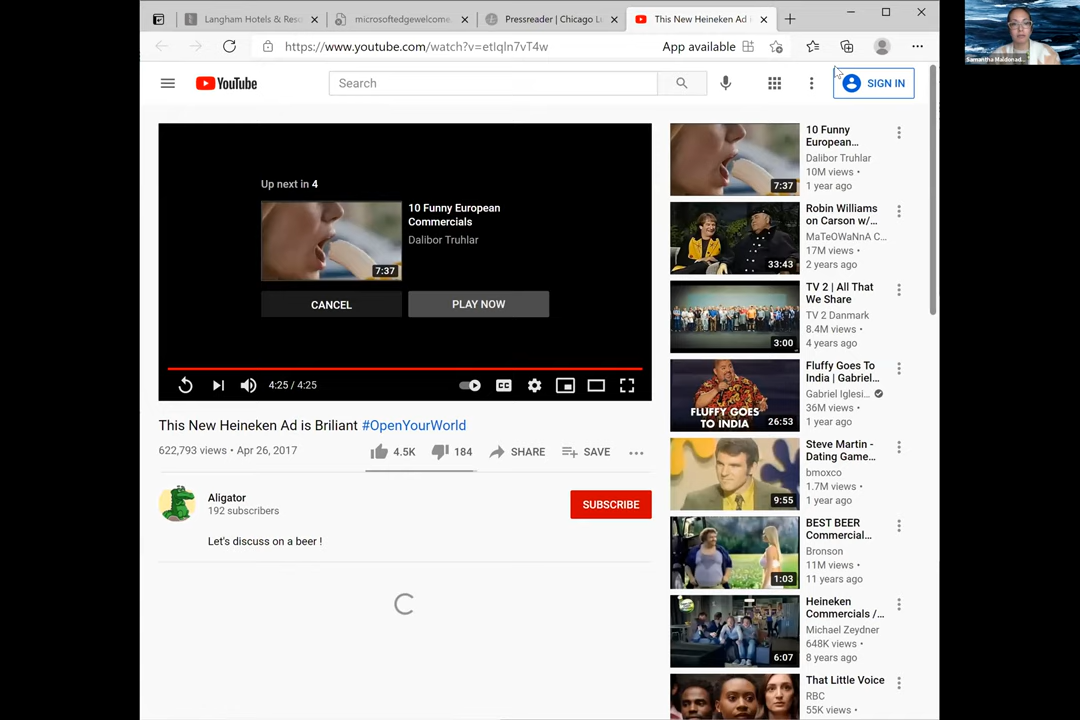 Langham Hotels & Reso
microsoftedgewelcome.
Pressreader | Chicago L
This New Heineken Ad i
https://www.youtube.com/watch?v=etIqln7vT4w
App available
YouTube
Search
SIGN IN
Samantha Maldonad...
Up next in 4
10 Funny European
Commercials
Dalibor Truhlar
7:37
CANCEL
PLAY NOW
4:25 / 4:25
CC
This New Heineken Ad is Briliant #OpenYourWorld
622,793 views • Apr 26, 2017
4.5K
184
SHARE
SAVE
Aligator
192 subscribers
SUBSCRIBE
Let's discuss on a beer !
7:37
10 Funny
European...
Dalibor Truhlar
10M views •
1 year ago
33:43
Robin Williams
on Carson w/...
MaTeOWaNnA C...
17M views •
2 years ago
3:00
TV 2 | All That
We Share
TV 2 Danmark
8.4M views •
4 years ago
FLUFFY GOES
TO INDIA
26:53
Fluffy Goes To
India | Gabriel...
Gabriel Iglesi...
36M views •
1 year ago
9:55
Steve Martin -
Dating Game...
bmoxco
1.7M views •
1 year ago
1:03
BEST BEER
Commercial...
Bronson
11M views •
11 years ago
6:07
Heineken
Commercials /...
Michael Zeydner
648K views •
8 years ago
That Little Voice
RBC
55K views •